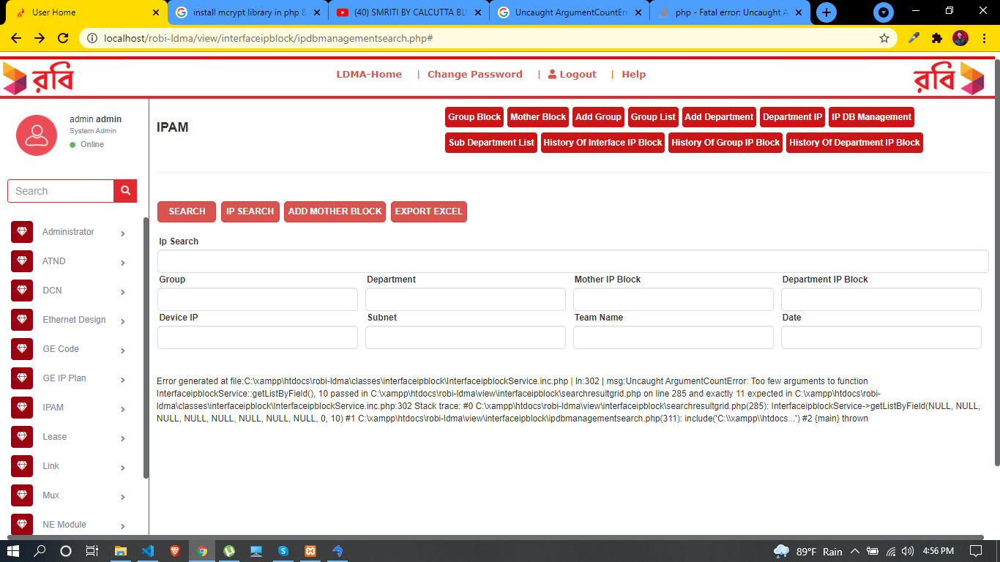 User Home
install mcrypt library in php 8
(40) SMRITI BY CALCUTTA BLU
Uncaught ArgumentCountErr
php - Fatal error: Uncaught A
localhost/robi-ldma/view/interfaceipblock/ipdbmanagementsearch.php#
রবি
LDMA-Home | Change Password | Logout | Help
রবি
admin admin
System Admin
Online
Search
Administrator
ATND
DCN
Ethernet Design
GE Code
GE IP Plan
IPAM
Lease
Link
Mux
NE Module
IPAM
Group Block Mother Block Add Group Group List Add Department Department IP IP DB Management
Sub Department List History Of Interface IP Block History Of Group IP Block History Of Department IP Block
SEARCH IP SEARCH ADD MOTHER BLOCK EXPORT EXCEL
Ip Search
Group Department Mother IP Block Department IP Block
Device IP Subnet Team Name Date
Error generated at file:C:\xampp\htdocs\robi-ldma\classes\interfaceipblock\InterfaceipblockService.inc.php | ln:302 | msg:Uncaught ArgumentCountError: Too few arguments to function
InterfaceipblockService::getListByField(), 10 passed in C:\xampp\htdocs\robi-ldma\view\interfaceipblock\searchresultgrid.php on line 285 and exactly 11 expected in C:\xampp\htdocs\robi-
ldma\classes\interfaceipblock\InterfaceipblockService.inc.php:302 Stack trace: #0 C:\xampp\htdocs\robi-ldma\view\interfaceipblock\searchresultgrid.php(285): InterfaceipblockService->getListByField(NULL, NULL,
NULL, NULL, NULL, NULL, NULL, NULL, 0, 10) #1 C:\xampp\htdocs\robi-ldma\view\interfaceipblock\ipdbmanagementsearch.php(311): include('C:\\xampp\\htdocs...') #2 {main} thrown
89°F Rain
4:56 PM